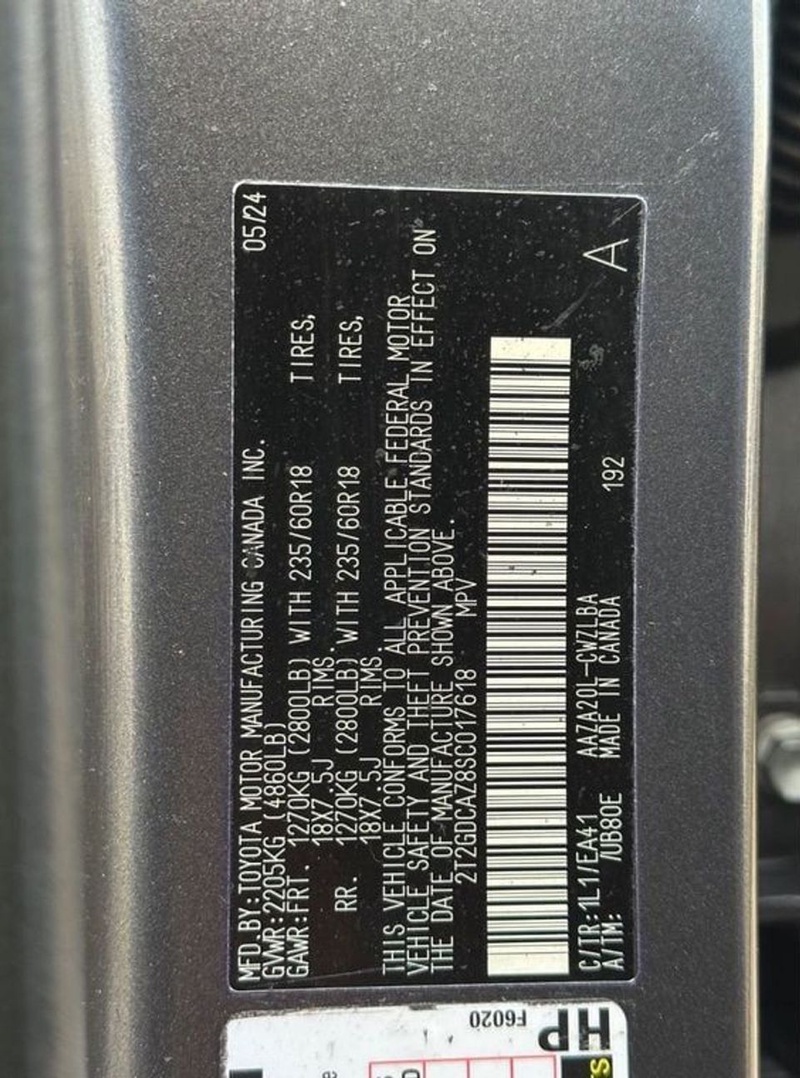 MFD.BY:TOYOTA MOTOR MANUFACTURING CANADA INC. 05/24
GVWR:2205KG (4860LB)
GAWR:FRT. 1270KG (2800LB) WITH 235/60R18 TIRES,
18X7.5J RIMS.
RR. 1270KG (2800LB) WITH 235/60R18 TIRES,
18X7.5J RIMS
THIS VEHICLE CONFORMS TO ALL APPLICABLE FEDERAL MOTOR
VEHICLE SAFETY AND THEFT PREVENTION STANDARDS IN EFFECT ON
THE DATE OF MANUFACTURE SHOWN ABOVE.
2T2GDCAZ8SC017618 MPV
C/TR:1L1/EA41 AAZA20L-CWZLBA 192 A
A/TM: /UB80E MADE IN CANADA
F6020
HP